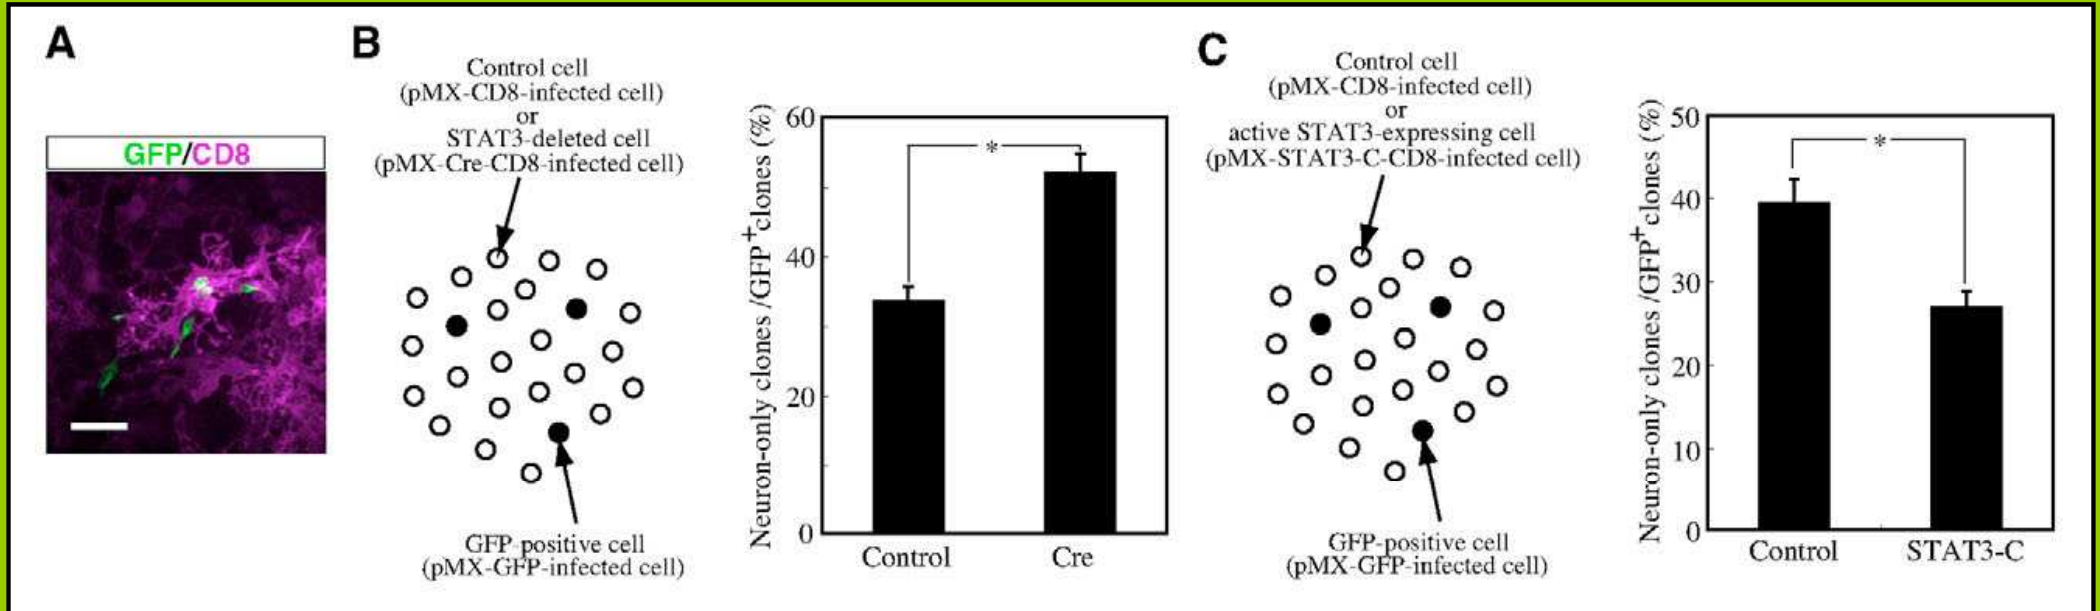 A
GFP/CD8
B
Control cell
(pMX-CD8-infected cell)
or
STAT3-deleted cell
(pMX-Cre-CD8-infected cell)
GFP-positive cell
(pMX-GFP-infected cell)
Neuron-only clones /GFP+clones (%)
60
40
20
0
*
Control
Cre
C
Control cell
(pMX-CD8-infected cell)
or
active STAT3-expressing cell
(pMX-STAT3-C-CD8-infected cell)
GFP-positive cell
(pMX-GFP-infected cell)
Neuron-only clones /GFP+clones (%)
50
40
30
20
10
0
*
Control
STAT3-C